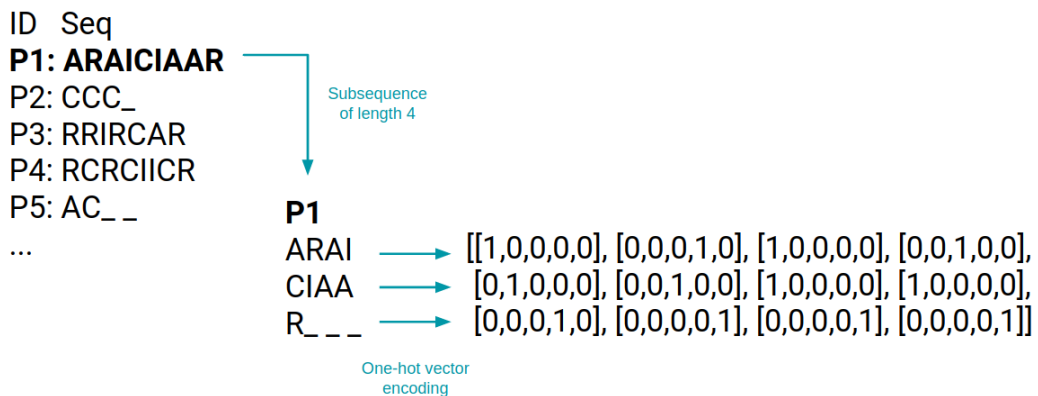 ID Seq
P1: ARAICIAAR
P2: CCC_
P3: RRIRCAR
P4: RCRCIICR
P5: AC_ _
...
Subsequence
of length 4
P1
ARAI [[1,0,0,0,0], [0,0,0,1,0], [1,0,0,0,0], [0,0,1,0,0],
CIAA [0,1,0,0,0], [0,0,1,0,0], [1,0,0,0,0], [1,0,0,0,0],
R_ _ _ [0,0,0,1,0], [0,0,0,0,1], [0,0,0,0,1], [0,0,0,0,1]]
One-hot vector
encoding